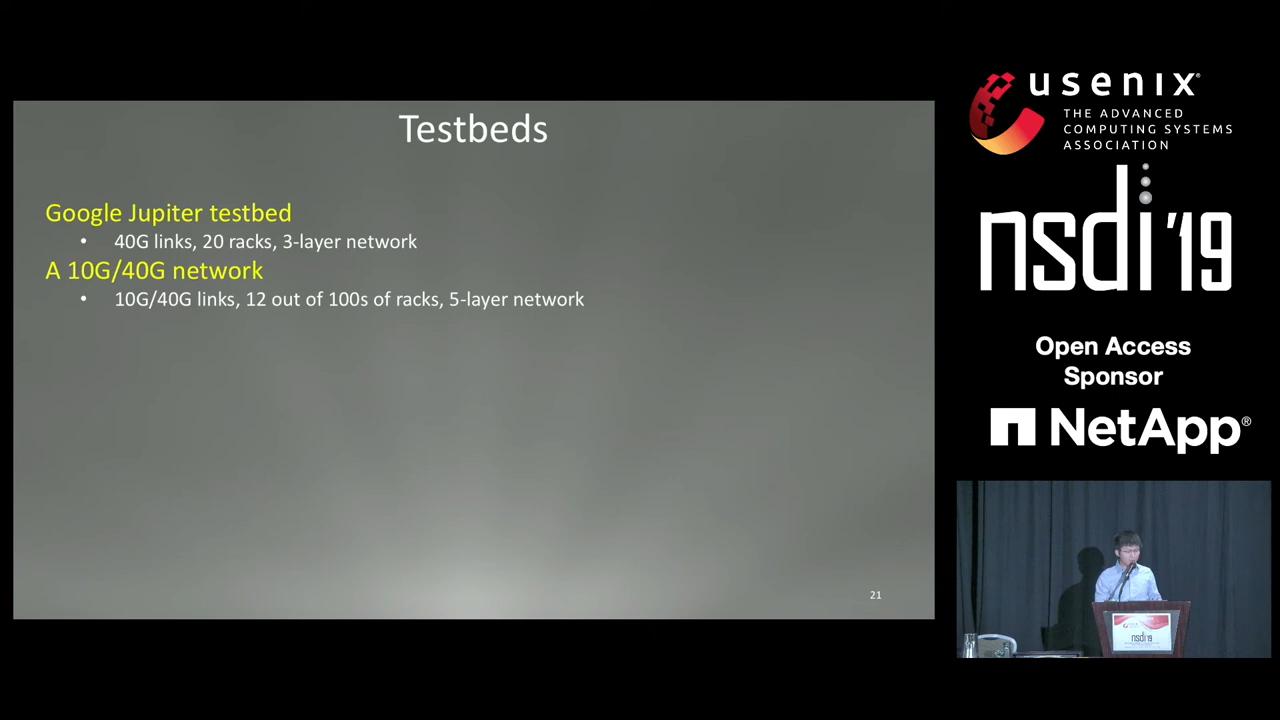 Testbeds
Google Jupiter testbed
• 40G links, 20 racks, 3-layer network
A 10G/40G network
• 10G/40G links, 12 out of 100s of racks, 5-layer network
21
usenix®
THE ADVANCED
COMPUTING SYSTEMS
ASSOCIATION
nsdi '19
Open Access
Sponsor
NetApp®
nsdi'19